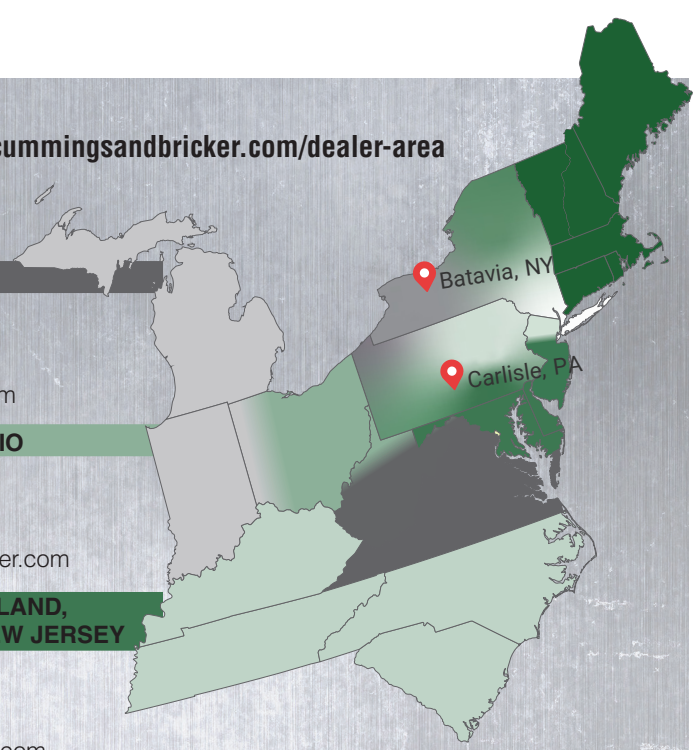 cummingsandbricker.com/dealer-area
Batavia, NY
Carlisle, PA
m
IO
er.com
LAND,
W JERSEY
.com